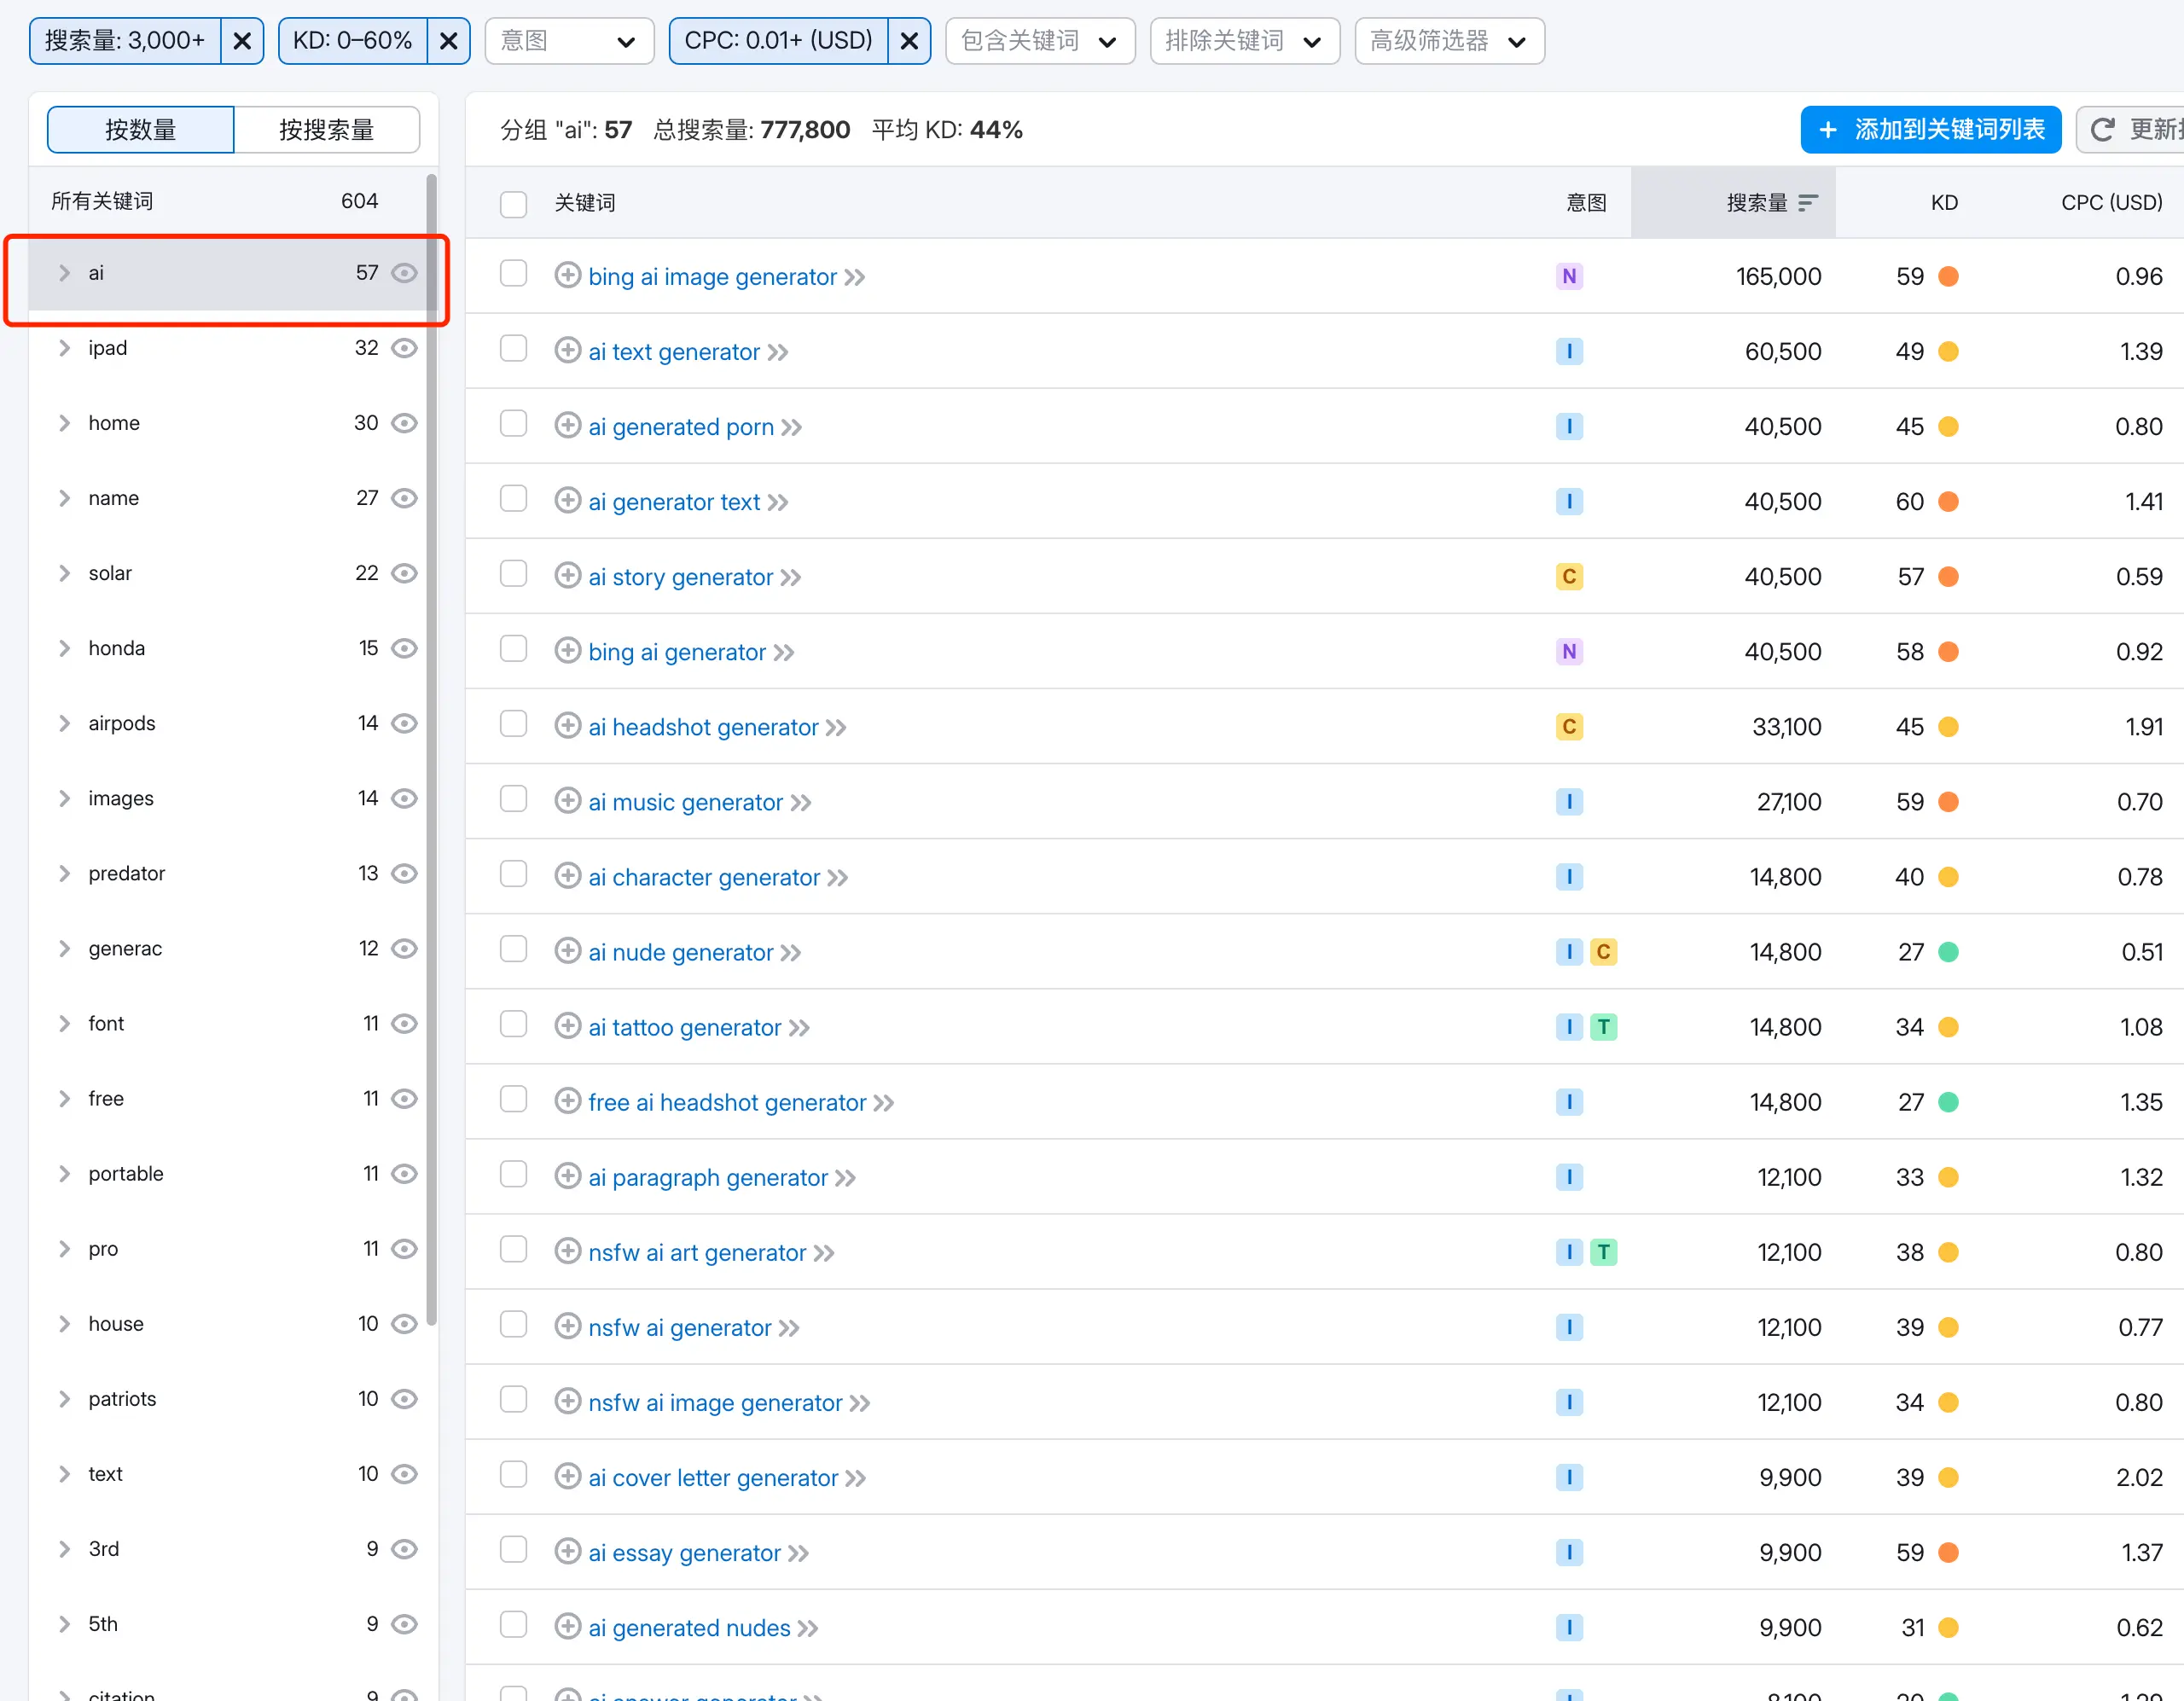 搜索量: 3,000+ KD: 0–60% 意图 CPC: 0.01+ (USD) 包含关键词 排除关键词 高级筛选器
按数量 按搜索量
所有关键词 604
ai 57
ipad 32
home 30
name 27
solar 22
honda 15
airpods 14
images 14
predator 13
generac 12
font 11
free 11
portable 11
pro 11
house 10
patriots 10
text 10
3rd 9
5th 9
citation 9
分组 "ai": 57 总搜索量: 777,800 平均 KD: 44%
+ 添加到关键词列表 更新
关键词 意图 搜索量 KD CPC (USD)
bing ai image generator N 165,000 59 0.96
ai text generator I 60,500 49 1.39
ai generated porn I 40,500 45 0.80
ai generator text I 40,500 60 1.41
ai story generator C 40,500 57 0.59
bing ai generator N 40,500 58 0.92
ai headshot generator C 33,100 45 1.91
ai music generator I 27,100 59 0.70
ai character generator I 14,800 40 0.78
ai nude generator I C 14,800 27 0.51
ai tattoo generator I T 14,800 34 1.08
free ai headshot generator I 14,800 27 1.35
ai paragraph generator I 12,100 33 1.32
nsfw ai art generator I T 12,100 38 0.80
nsfw ai generator I 12,100 39 0.77
nsfw ai image generator I 12,100 34 0.80
ai cover letter generator I 9,900 39 2.02
ai essay generator I 9,900 59 1.37
ai generated nudes I 9,900 31 0.62
ai answer generator I 8,100